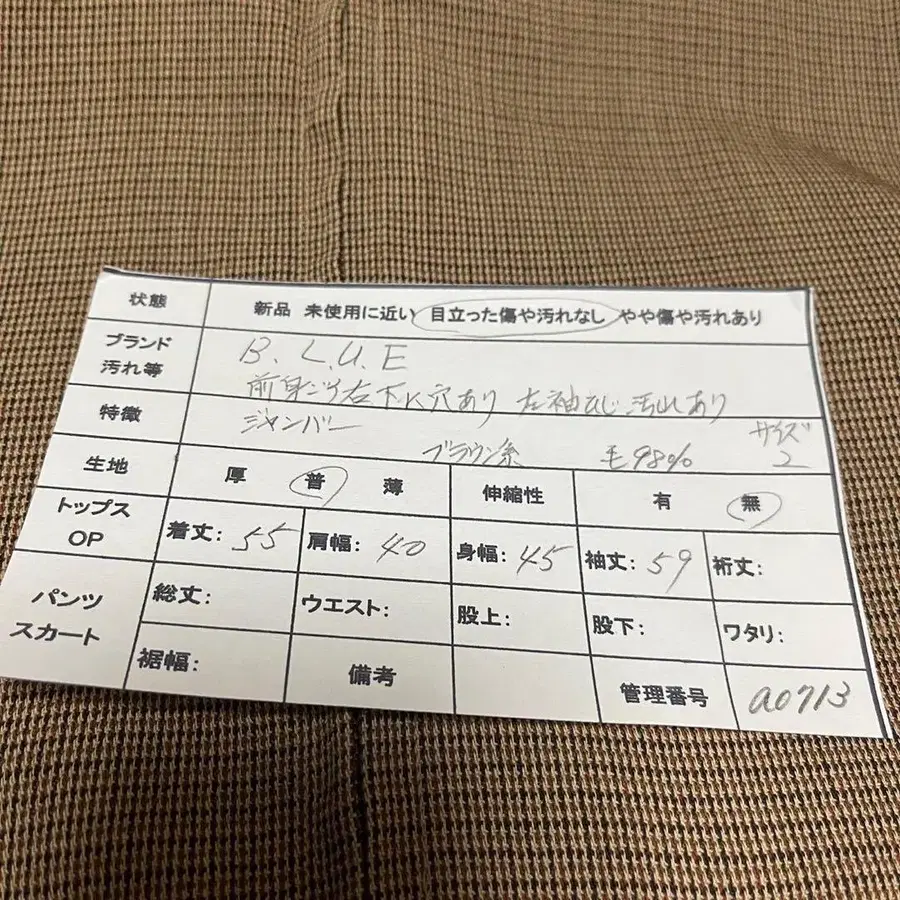 状態 新品 未使用に近い 目立った傷や汚れなし やや傷や汚れあり
ブランド B.L.U.E
汚れ等 前身ごろ右下に穴あり 左袖ひじ汚れあり
特徴 ジャンバー ブラウン系 毛98% サイズ2
生地 厚 普 薄 伸縮性 有 無
トップス OP 着丈: 55 肩幅: 40 身幅: 45 袖丈: 59 裄丈:
パンツ スカート 総丈: ウエスト: 股上: 股下: ワタリ:
裾幅: 備考 管理番号 a0713